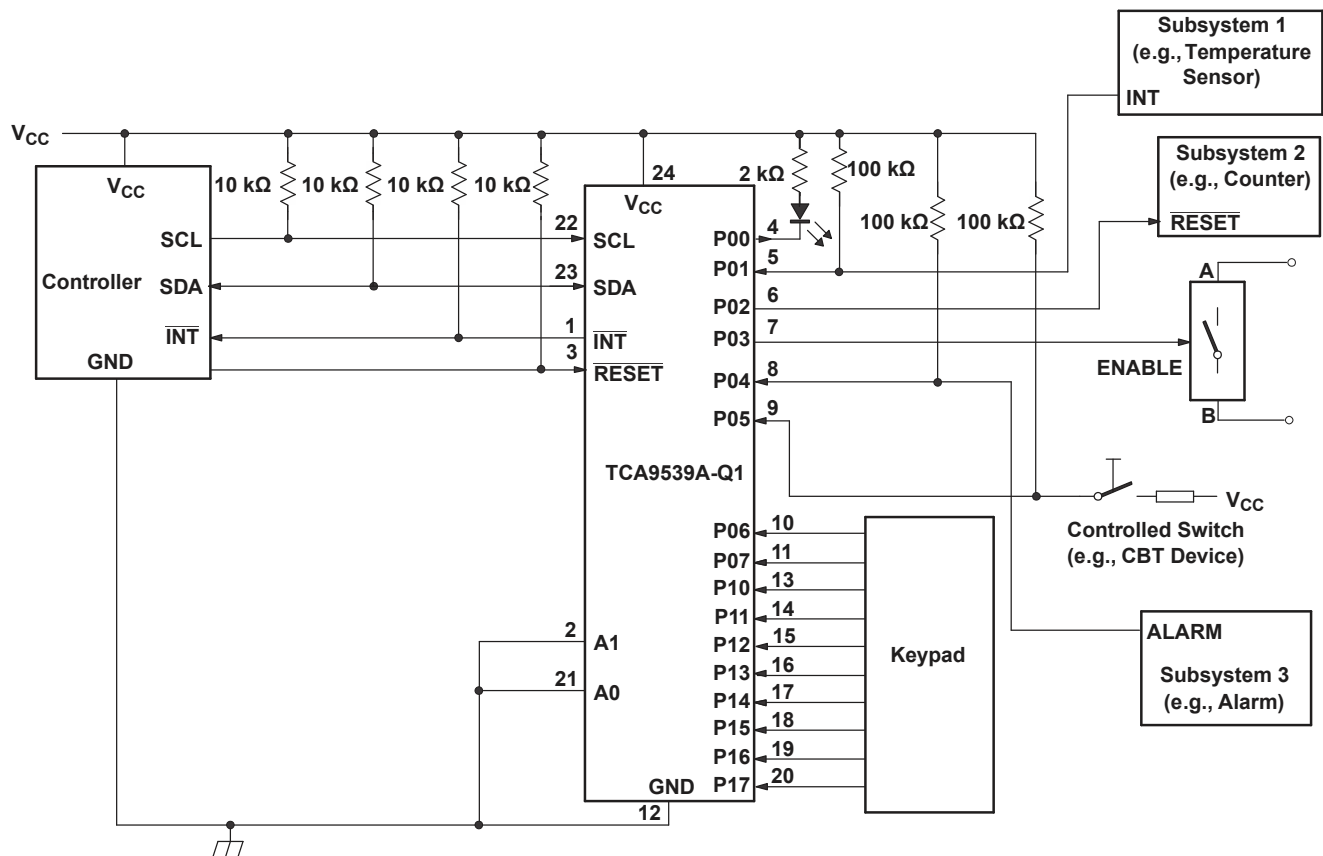 Subsystem 1
(e.g., Temperature
Sensor)
INT
VCC
Subsystem 2
(e.g., Counter)
RESET
VCC
Controller
SCL
SDA
INT
GND
10 kΩ
10 kΩ
10 kΩ
10 kΩ
24
2 kΩ
100 kΩ
100 kΩ
100 kΩ
22
23
1
3
VCC
SCL
SDA
INT
RESET
TCA9539A-Q1
2
A1
21
A0
GND
12
P00
4
P01
5
P02
6
P03
7
P04
8
P05
9
P06
10
P07
11
P10
13
P11
14
P12
15
P13
16
P14
17
P15
18
P16
19
P17
20
Keypad
A
ENABLE
B
VCC
Controlled Switch
(e.g., CBT Device)
ALARM
Subsystem 3
(e.g., Alarm)